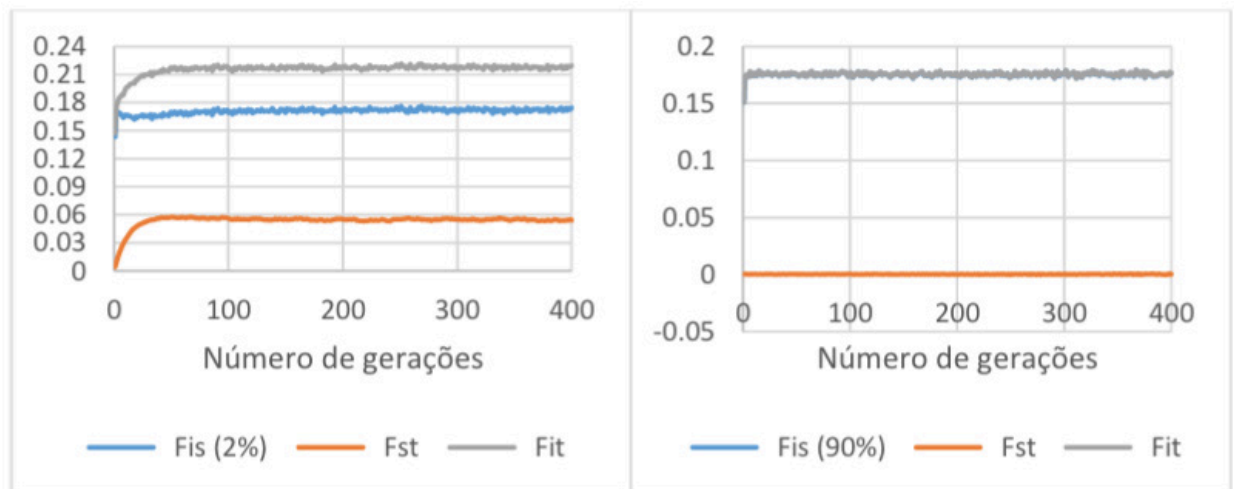 0.24
0.21
0.18
0.15
0.12
0.09
0.06
0.03
0
0 100 200 300 400
Número de gerações
Fis (2%) Fst Fit
0.2
0.15
0.1
0.05
0
-0.05
0 100 200 300 400
Número de gerações
Fis (90%) Fst Fit